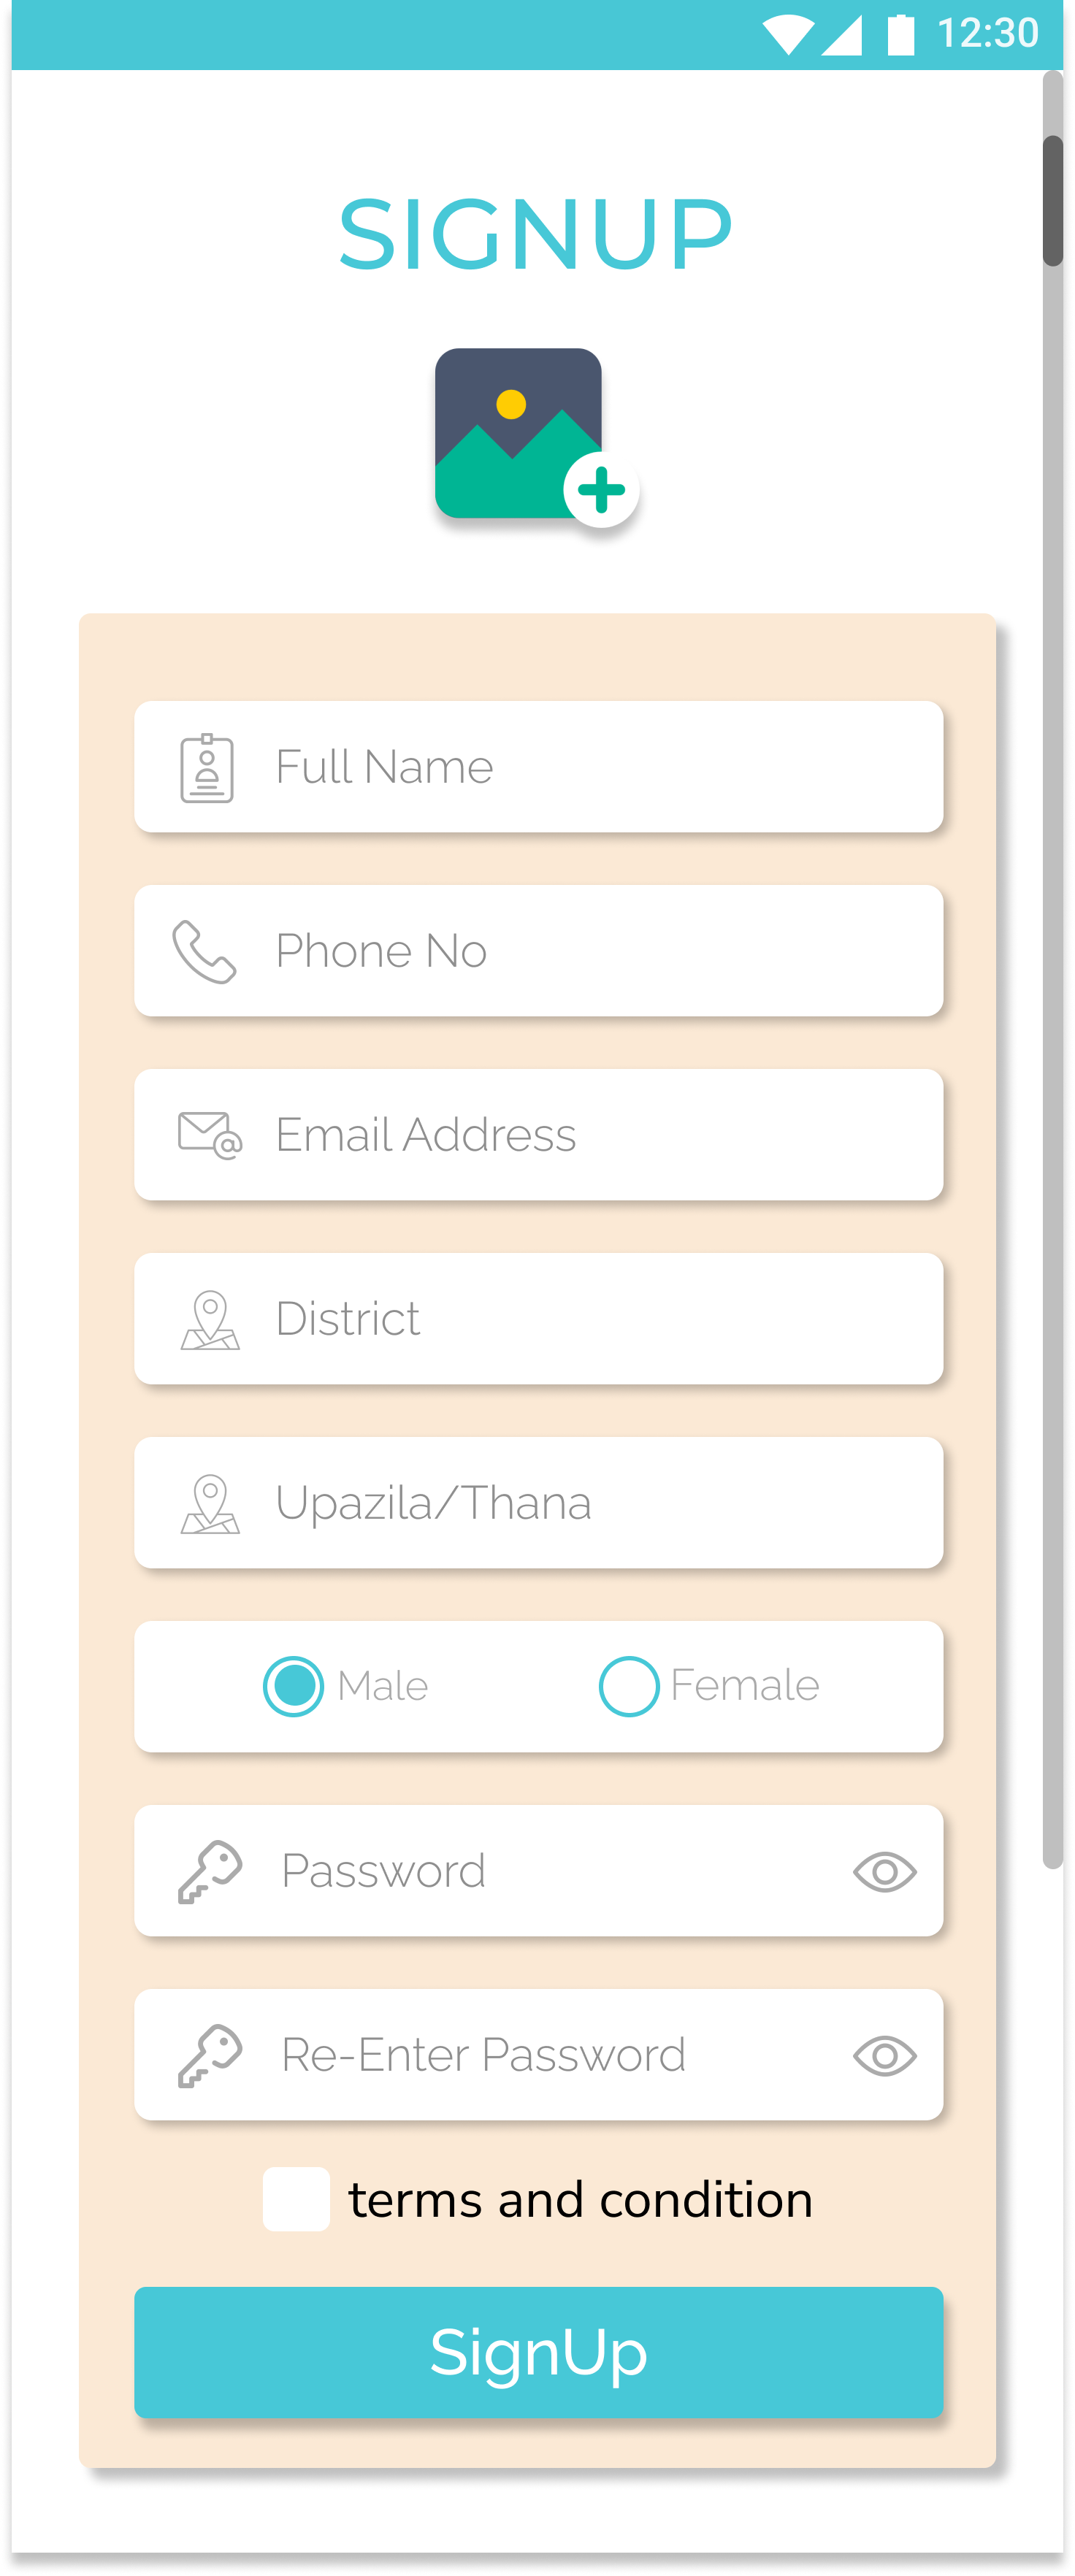 12:30
SIGNUP
Full Name
Phone No
Email Address
District
Upazila/Thana
Male Female
Password
Re-Enter Password
terms and condition
SignUp